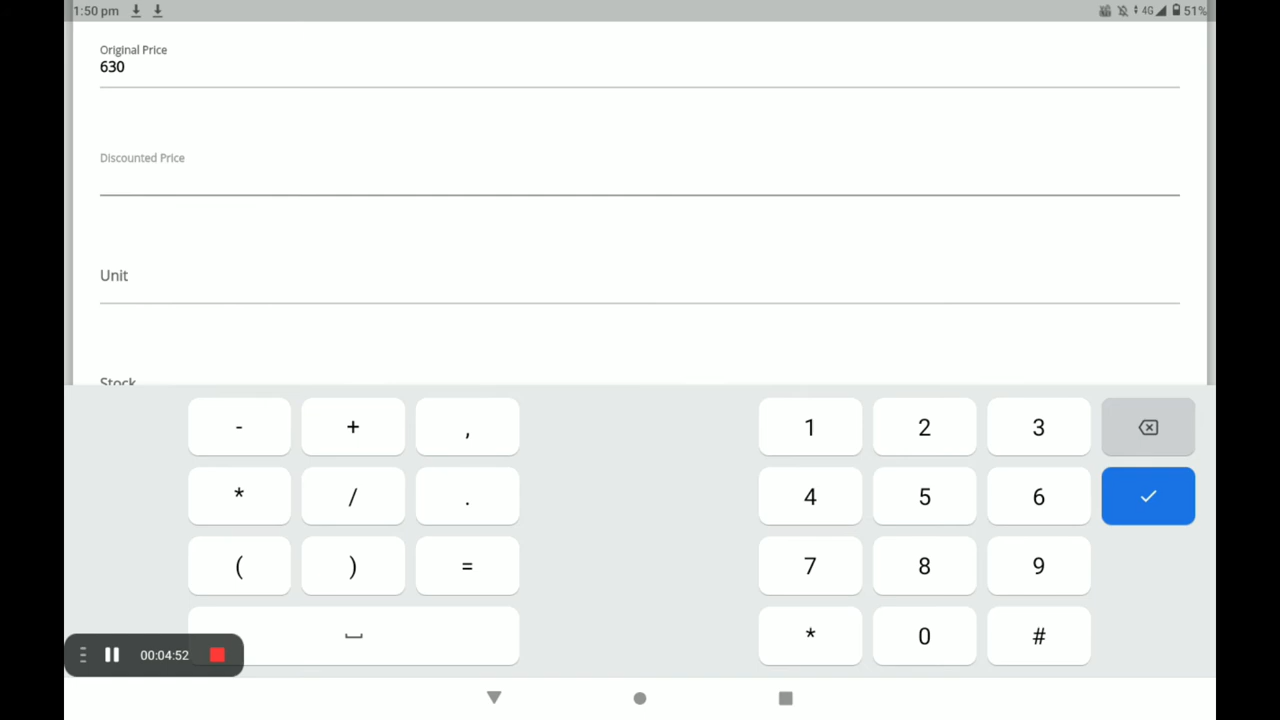 1:50 pm 4G 51%
Original Price
630
Discounted Price
Unit
Stock
- + , 1 2 3
* / . 4 5 6
( ) = 7 8 9
* 0 #
00:04:52